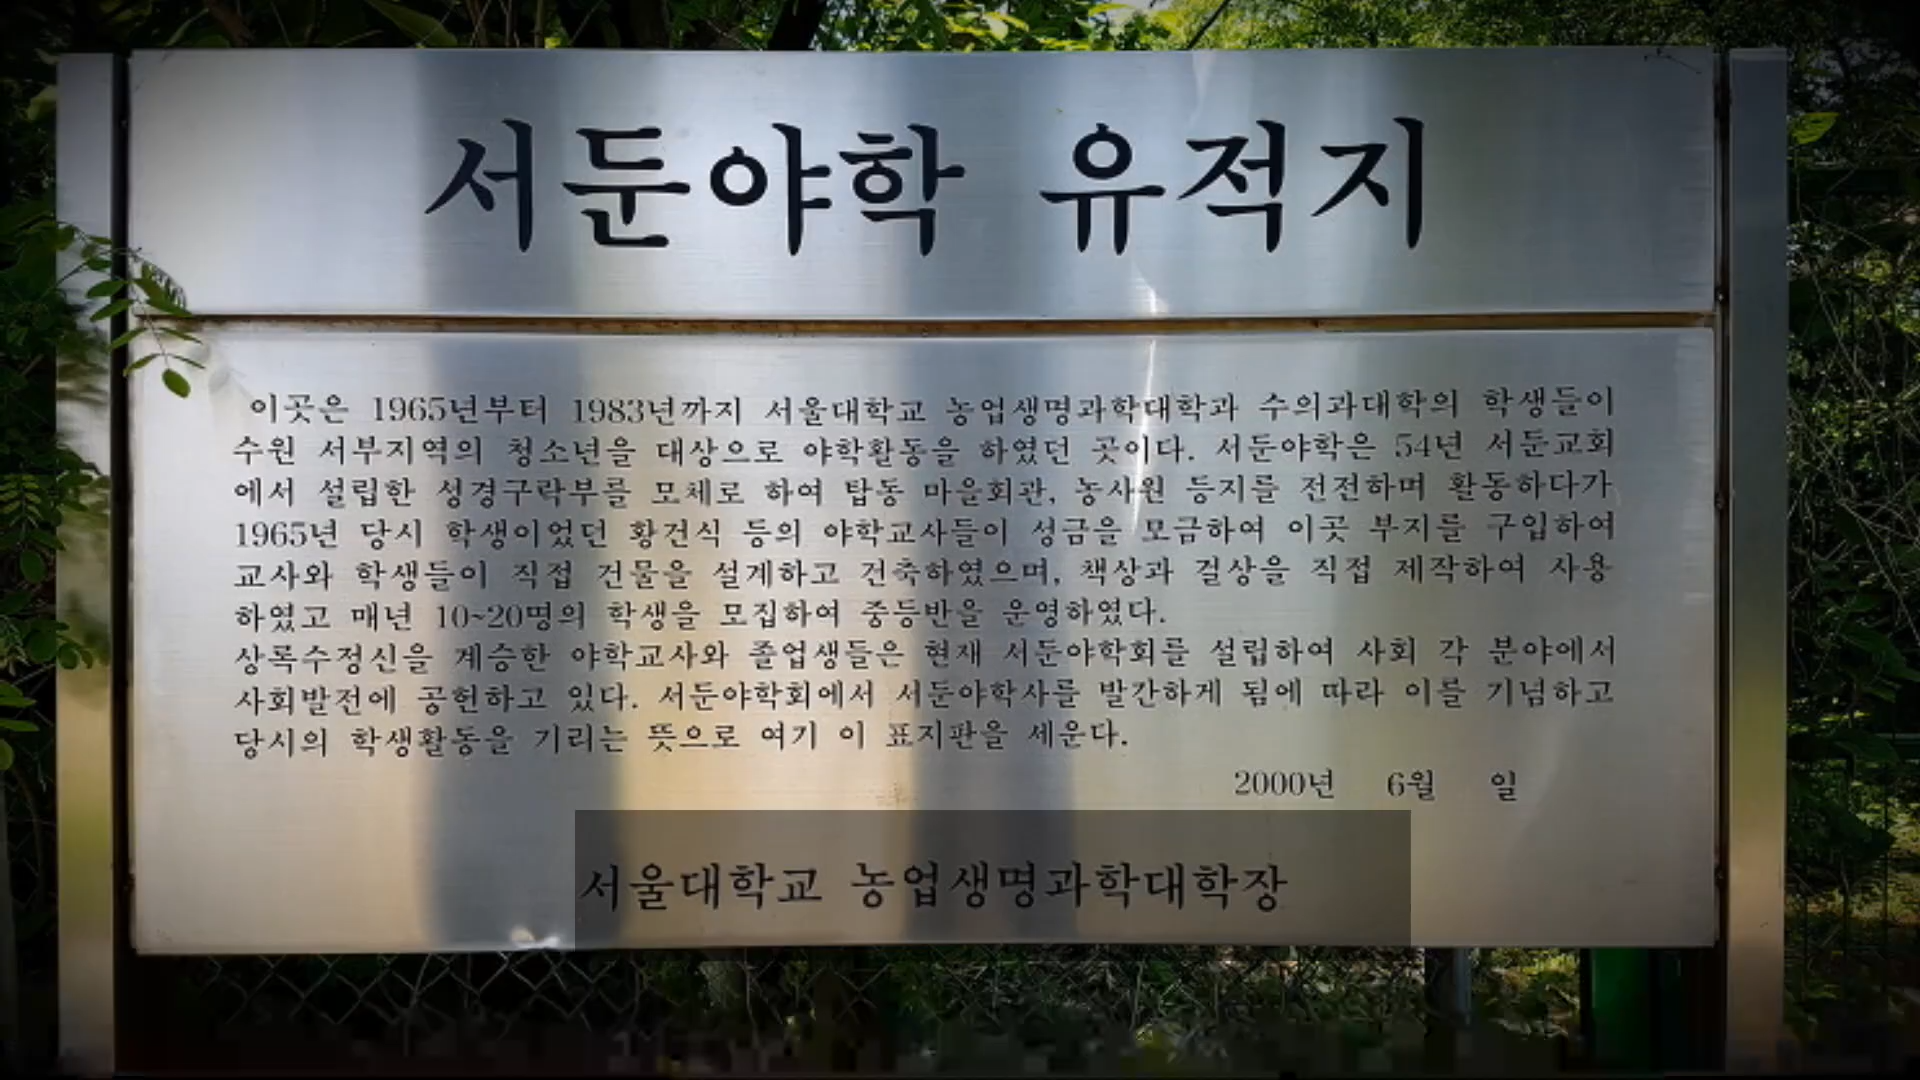 서둔야학 유적지
이곳은 1965년부터 1983년까지 서울대학교 농업생명과학대학과 수의과대학의 학생들이
수원 서부지역의 청소년을 대상으로 야학활동을 하였던 곳이다. 서둔야학은 54년 서둔교회
에서 설립한 성경구락부를 모체로 하여 탑동 마을회관, 농사원 등지를 전전하며 활동하다가
1965년 당시 학생이었던 황건식 등의 야학교사들이 성금을 모금하여 이곳 부지를 구입하여
교사와 학생들이 직접 건물을 설계하고 건축하였으며, 책상과 걸상을 직접 제작하여 사용
하였고 매년 10~20명의 학생을 모집하여 중등반을 운영하였다.
상록수정신을 계승한 야학교사와 졸업생들은 현재 서둔야학회를 설립하여 사회 각 분야에서
사회발전에 공헌하고 있다. 서둔야학회에서 서둔야학사를 발간하게 됨에 따라 이를 기념하고
당시의 학생활동을 기리는 뜻으로 여기 이 표지판을 세운다.
2000년 6월 일
서울대학교 농업생명과학대학장